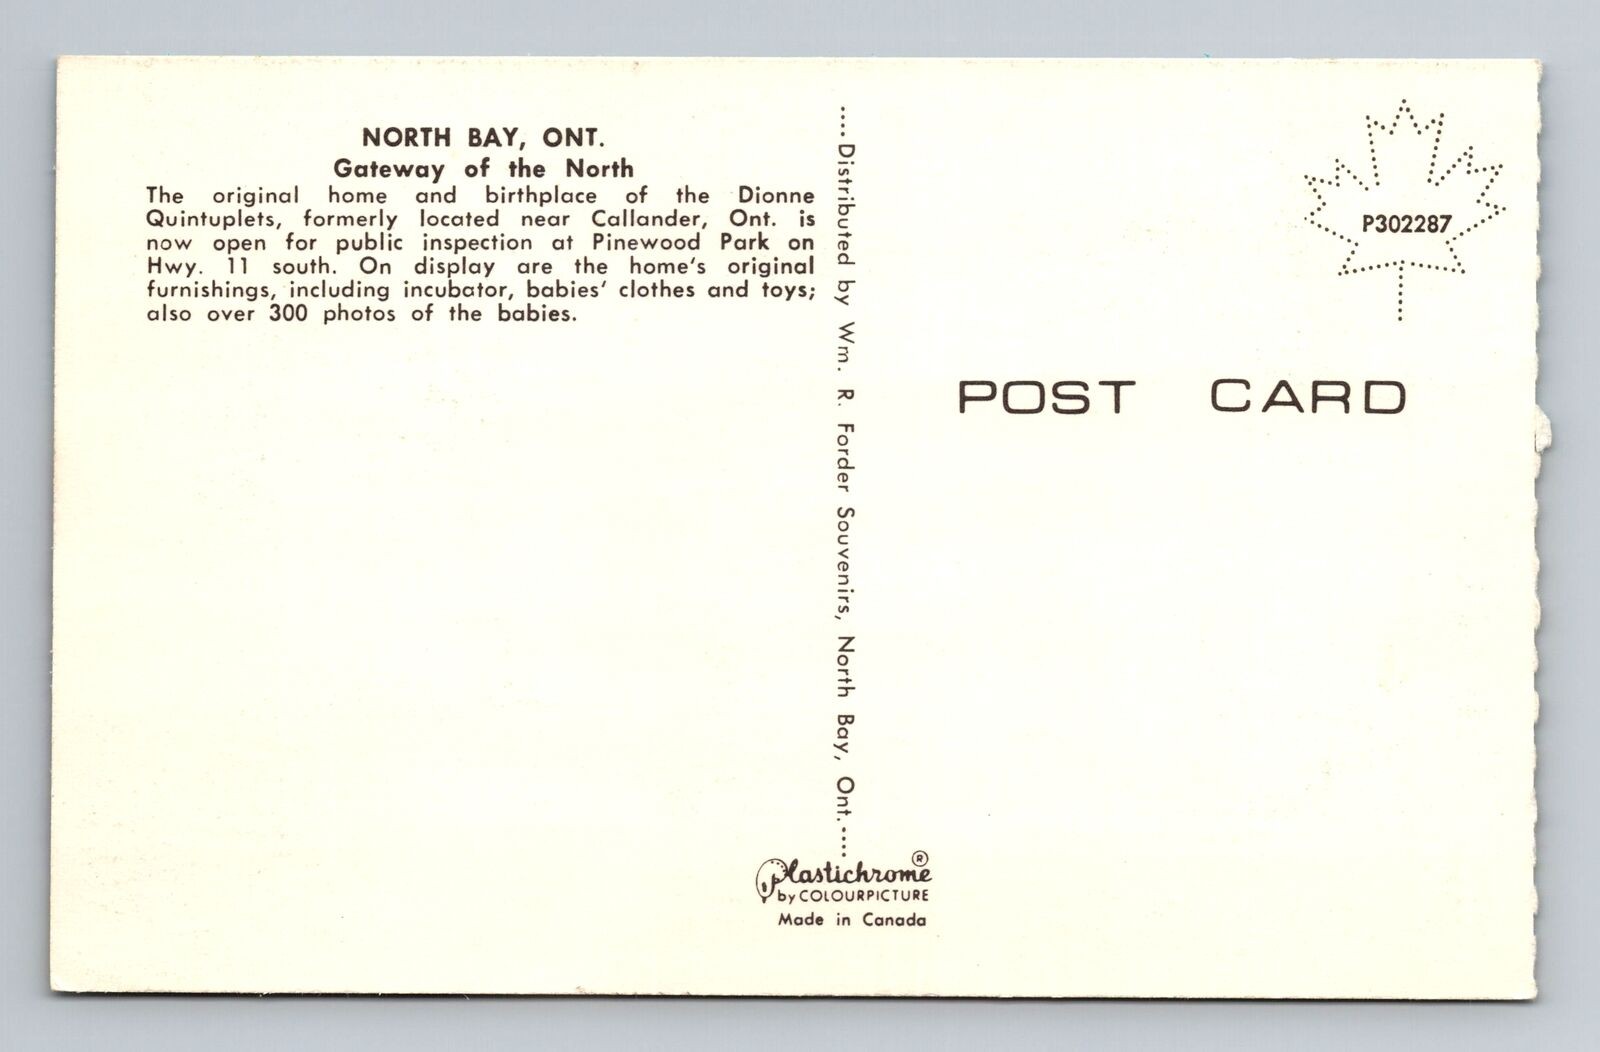 NORTH BAY, ONT.
Gateway of the North
The original home and birthplace of the Dionne
Quintuplets, formerly located near Callander, Ont. is
now open for public inspection at Pinewood Park on
Hwy. 11 south. On display are the home's original
furnishings, including incubator, babies' clothes and toys;
also over 300 photos of the babies.
....Distributed by Wm. R. Forder Souvenirs, North Bay, Ont.....
Plastichrome ®
by COLOURPICTURE
Made in Canada
P302287
POST CARD